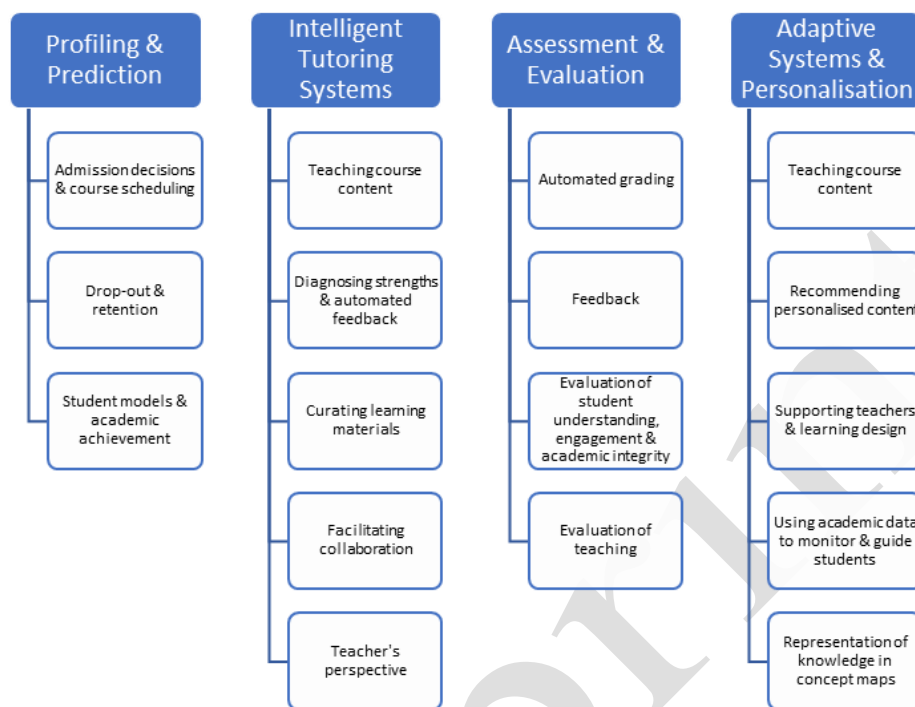 Profiling &
Prediction
Admission decisions
& course scheduling
Drop-out &
retention
Student models &
academic
achievement
Intelligent
Tutoring
Systems
Teaching course
content
Diagnosing strengths
& automated
feedback
Curating learning
materials
Facilitating
collaboration
Teacher's
perspective
Assessment &
Evaluation
Automated grading
Feedback
Evaluation of
student
understanding,
engagement &
academic integrity
Evaluation of
teaching
Adaptive
Systems &
Personalisation
Teaching course
content
Recommending
personalised content
Supporting teachers
& learning design
Using academic data
to monitor & guide
students
Representation of
knowledge in
concept maps